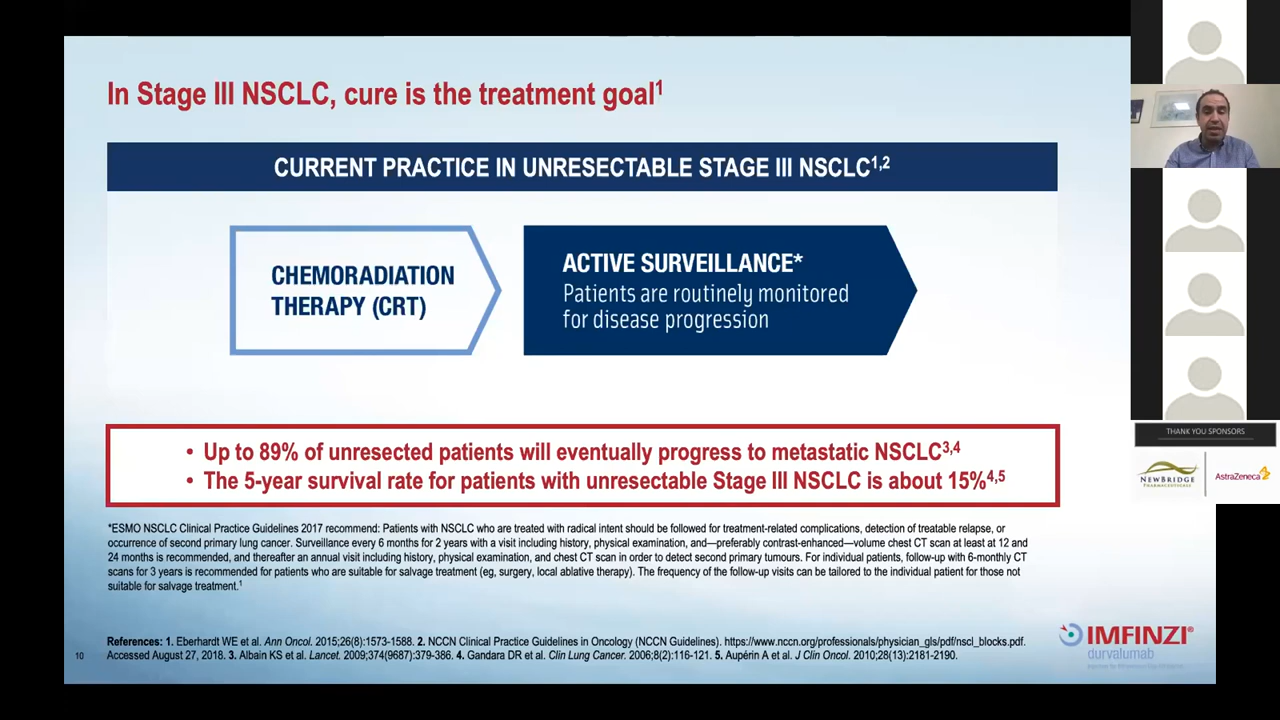 In Stage III NSCLC, cure is the treatment goal1
CURRENT PRACTICE IN UNRESECTABLE STAGE III NSCLC1,2
CHEMORADIATION
THERAPY (CRT)
ACTIVE SURVEILLANCE*
Patients are routinely monitored
for disease progression
• Up to 89% of unresected patients will eventually progress to metastatic NSCLC3,4
• The 5-year survival rate for patients with unresectable Stage III NSCLC is about 15%4,5
*ESMO NSCLC Clinical Practice Guidelines 2017 recommend: Patients with NSCLC who are treated with radical intent should be followed for treatment-related complications, detection of treatable relapse, or
occurrence of second primary lung cancer. Surveillance every 6 months for 2 years with a visit including history, physical examination, and—preferably contrast-enhanced—volume chest CT scan at least at 12 and
24 months is recommended, and thereafter an annual visit including history, physical examination, and chest CT scan in order to detect second primary tumours. For individual patients, follow-up with 6-monthly CT
scans for 3 years is recommended for patients who are suitable for salvage treatment (eg, surgery, local ablative therapy). The frequency of the follow-up visits can be tailored to the individual patient for those not
suitable for salvage treatment.1
References: 1. Eberhardt WE et al. Ann Oncol. 2015;26(8):1573-1588. 2. NCCN Clinical Practice Guidelines in Oncology (NCCN Guidelines). https://www.nccn.org/professionals/physician_gls/pdf/nscl_blocks.pdf.
Accessed August 27, 2018. 3. Albain KS et al. Lancet. 2009;374(9687):379-386. 4. Gandara DR et al. Clin Lung Cancer. 2006;8(2):116-121. 5. Aupérin A et al. J Clin Oncol. 2010;28(13):2181-2190.
10
IMFINZI®
durvalumab
THANK YOU SPONSORS
NEWBRIDGE
PHARMACEUTICALS
AstraZeneca